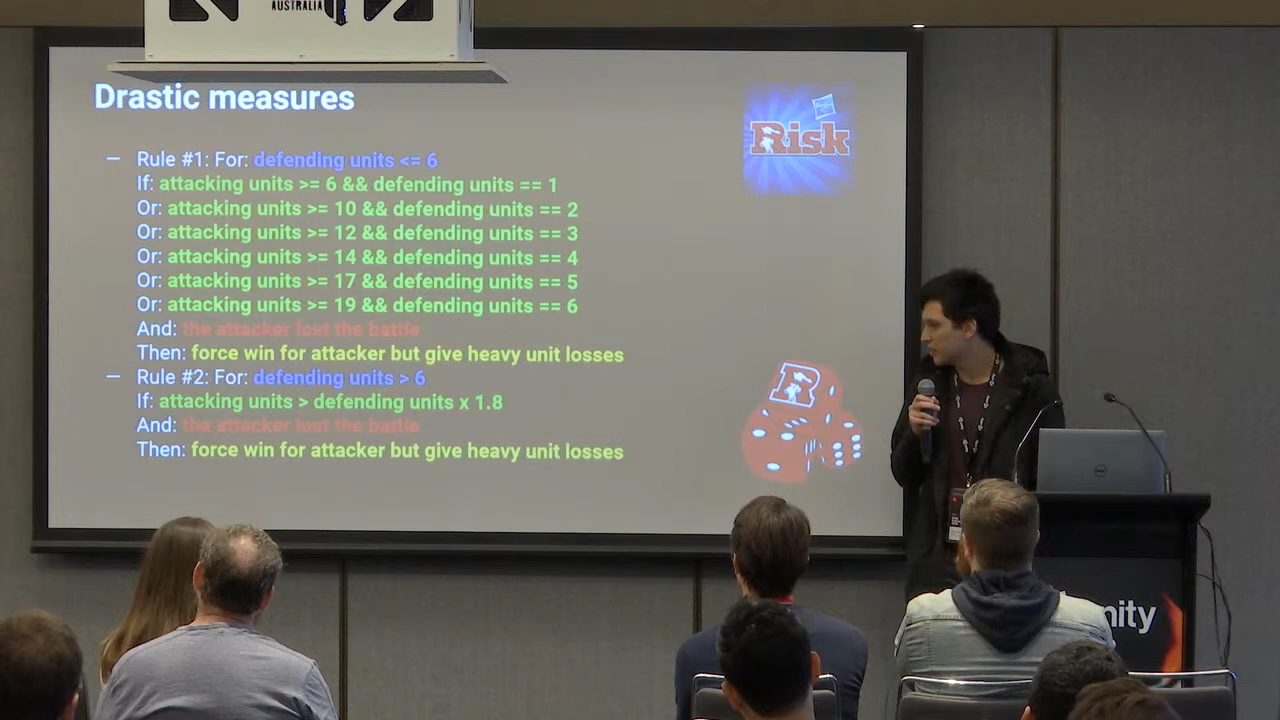 AUSTRALIA
Drastic measures
Risk
– Rule #1: For: defending units <= 6
If: attacking units >= 6 && defending units == 1
Or: attacking units >= 10 && defending units == 2
Or: attacking units >= 12 && defending units == 3
Or: attacking units >= 14 && defending units == 4
Or: attacking units >= 17 && defending units == 5
Or: attacking units >= 19 && defending units == 6
And: the attacker lost the battle
Then: force win for attacker but give heavy unit losses
– Rule #2: For: defending units > 6
If: attacking units > defending units x 1.8
And: the attacker lost the battle
Then: force win for attacker but give heavy unit losses
R
nity